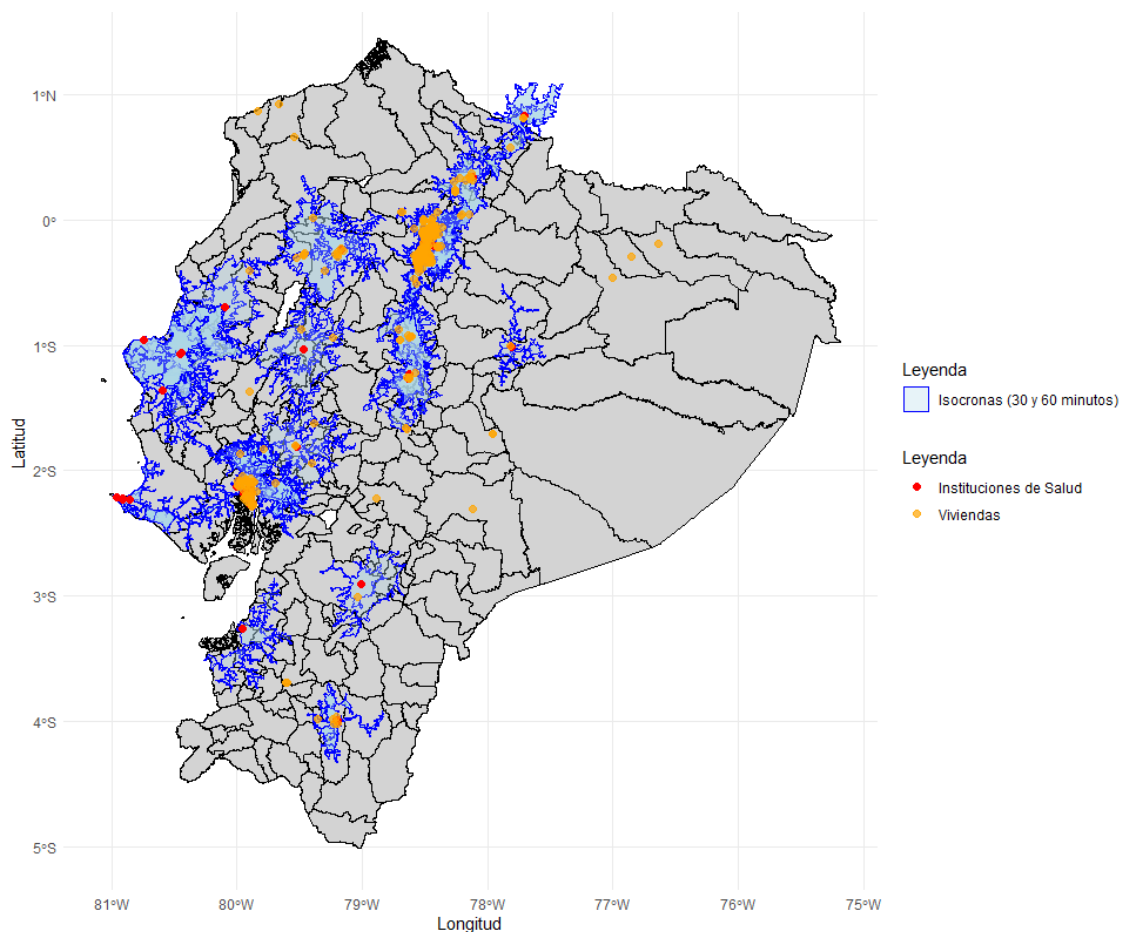 1°N
0°
1°S
2°S
3°S
4°S
5°S
Latitud
81°W
80°W
79°W
78°W
77°W
76°W
75°W
Longitud
Leyenda
Isocronas (30 y 60 minutos)
Leyenda
Instituciones de Salud
Viviendas